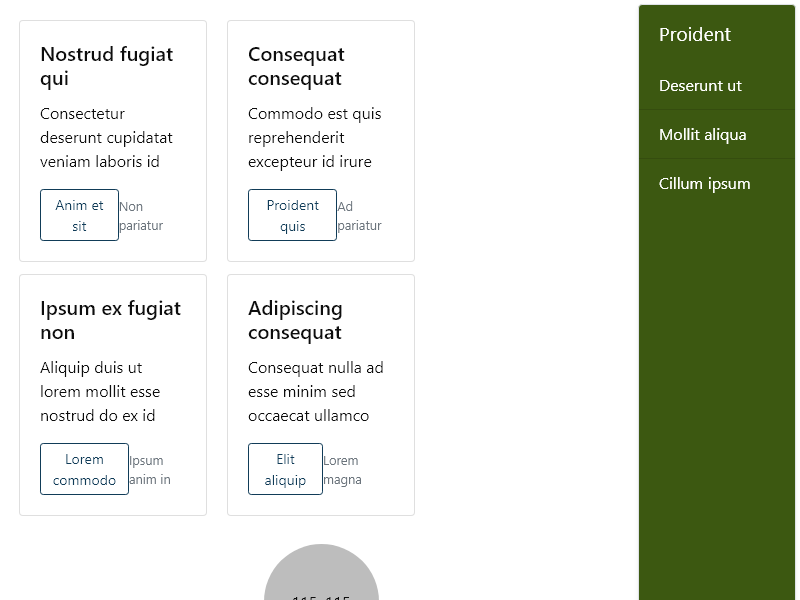 Nostrud fugiat
qui
Consectetur
deserunt cupidatat
veniam laboris id
Anim et
sit
Non
pariatur
Consequat
consequat
Commodo est quis
reprehenderit
excepteur id irure
Proident
quis
Ad
pariatur
Ipsum ex fugiat
non
Aliquip duis ut
lorem mollit esse
nostrud do ex id
Lorem
commodo
Ipsum
anim in
Adipiscing
consequat
Consequat nulla ad
esse minim sed
occaecat ullamco
Elit
aliquip
Lorem
magna
Proident
Deserunt ut
Mollit aliqua
Cillum ipsum